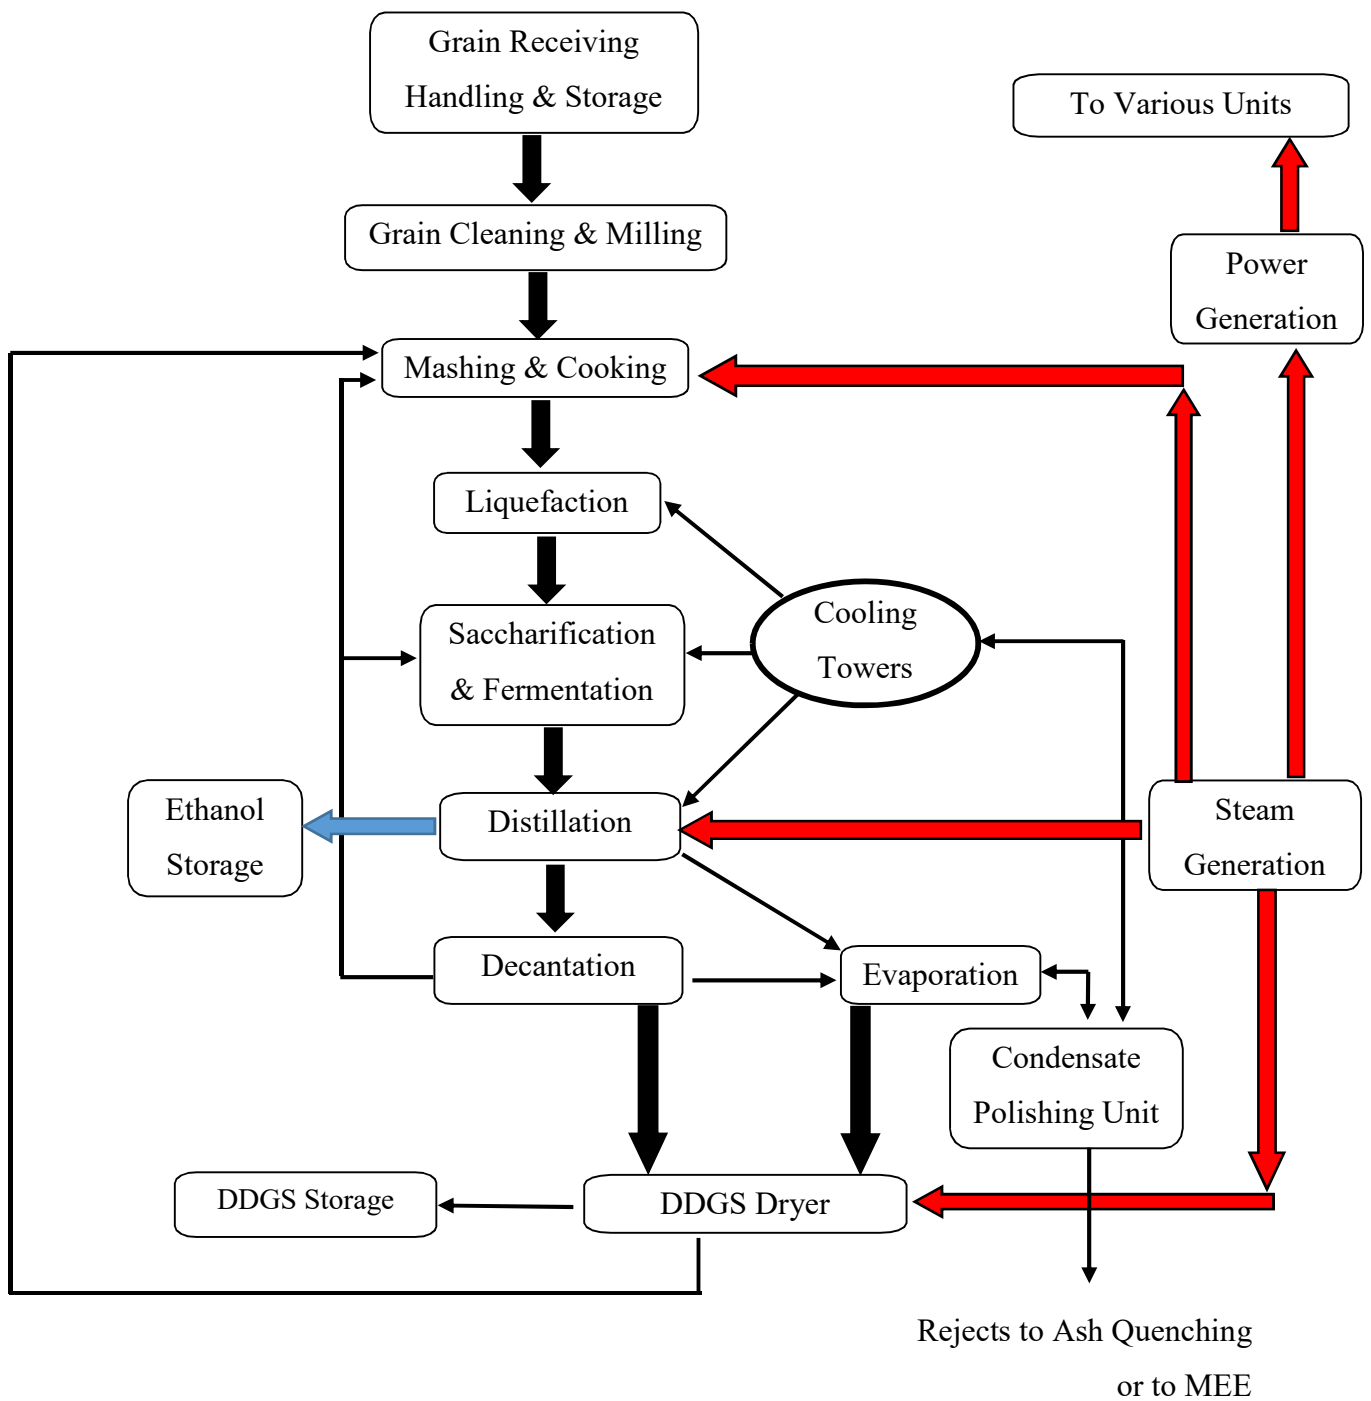 Grain Receiving
Handling & Storage
To Various Units
Grain Cleaning & Milling
Power
Generation
Mashing & Cooking
Liquefaction
Cooling
Towers
Saccharification
& Fermentation
Ethanol
Storage
Distillation
Steam
Generation
Decantation
Evaporation
Condensate
Polishing Unit
DDGS Storage
DDGS Dryer
Rejects to Ash Quenching
or to MEE